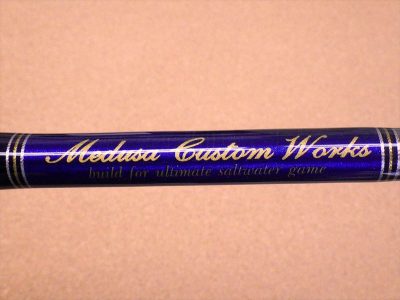 Medusa Custom Works
build for ultimate saltwater game